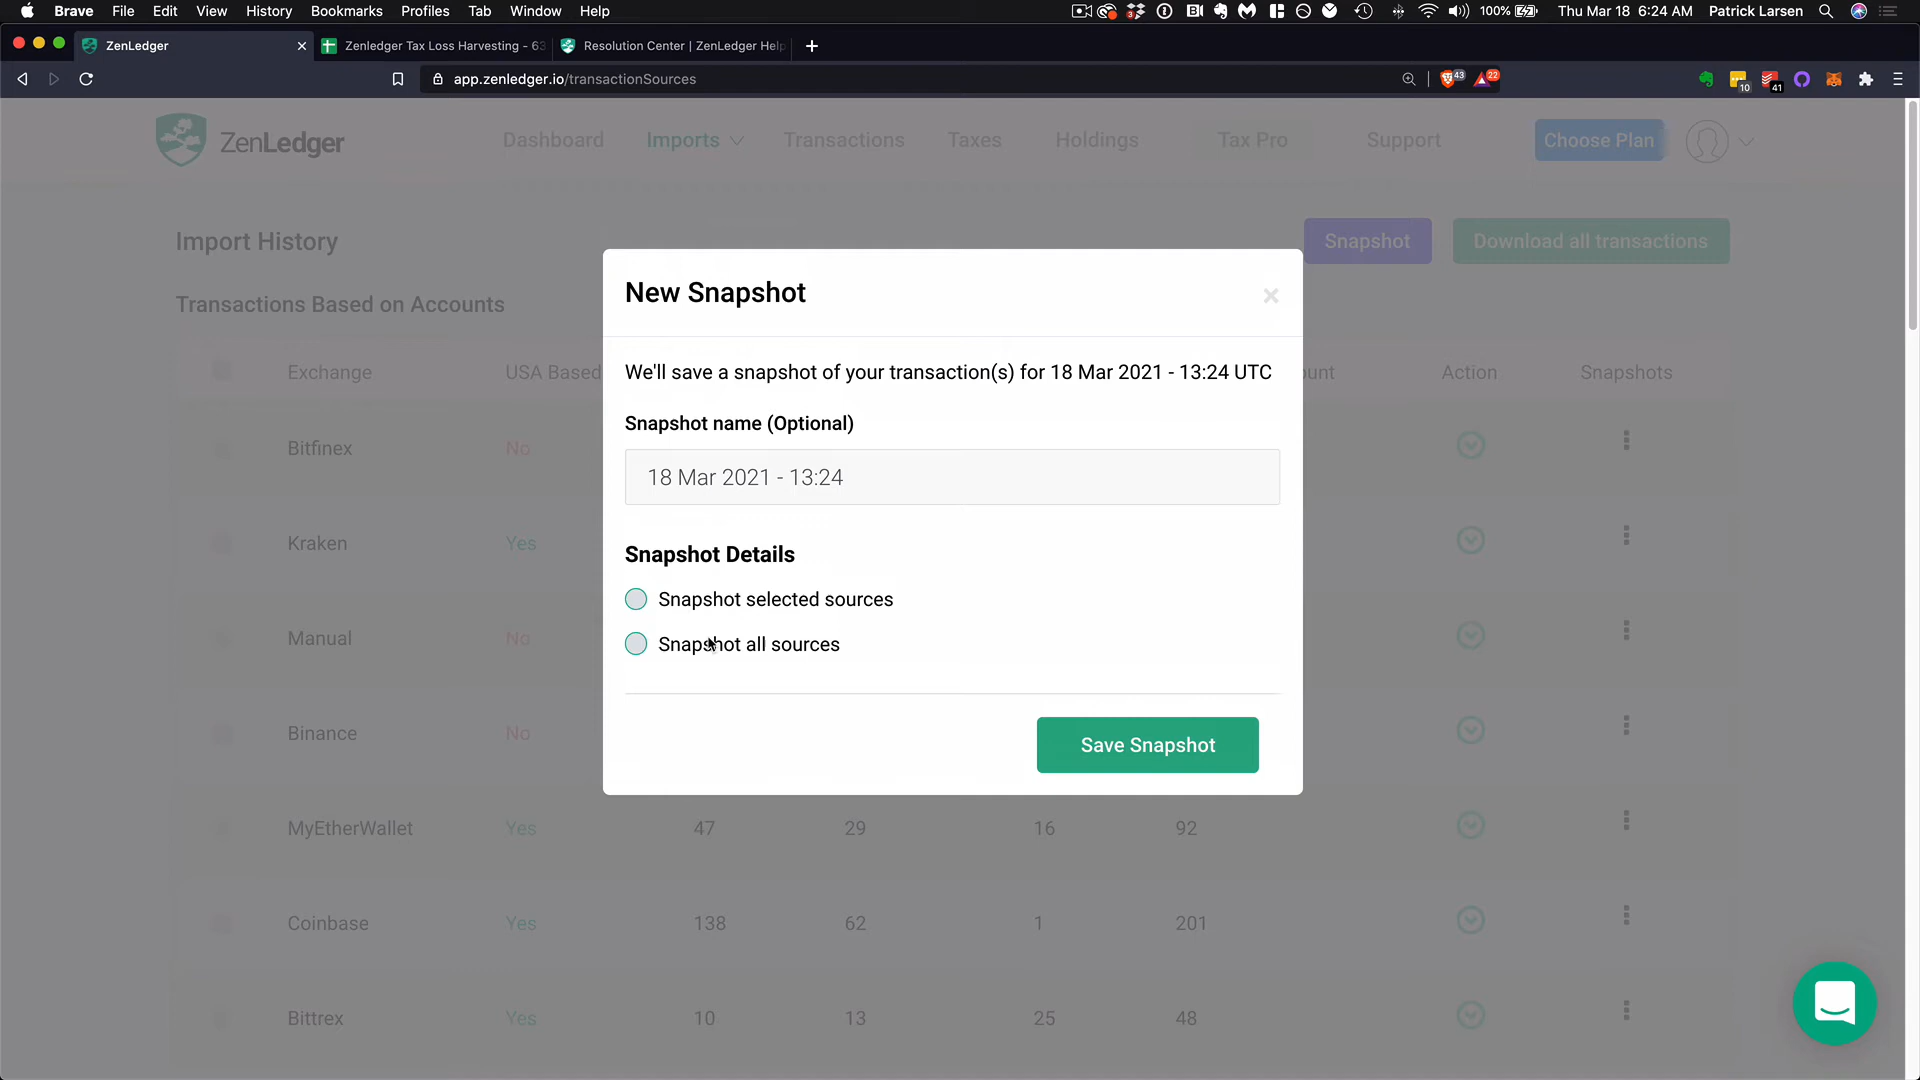 Brave File Edit View History Bookmarks Profiles Tab Window Help 100% Thu Mar 18 6:24 AM Patrick Larsen
ZenLedger Zenledger Tax Loss Harvesting - 63 Resolution Center | ZenLedger Help
app.zenledger.io/transactionSources 43 22 10 41
ZenLedger Dashboard Imports Transactions Taxes Holdings Tax Pro Support Choose Plan
Import History Snapshot Download all transactions
Transactions Based on Accounts
Exchange USA Based Action Snapshots
Bitfinex No
Kraken Yes
Manual No
Binance No
MyEtherWallet Yes 47 29 16 92
Coinbase Yes 138 62 1 201
Bittrex Yes 10 13 25 48
New Snapshot
We'll save a snapshot of your transaction(s) for 18 Mar 2021 - 13:24 UTC
Snapshot name (Optional)
18 Mar 2021 - 13:24
Snapshot Details
Snapshot selected sources
Snapshot all sources
Save Snapshot